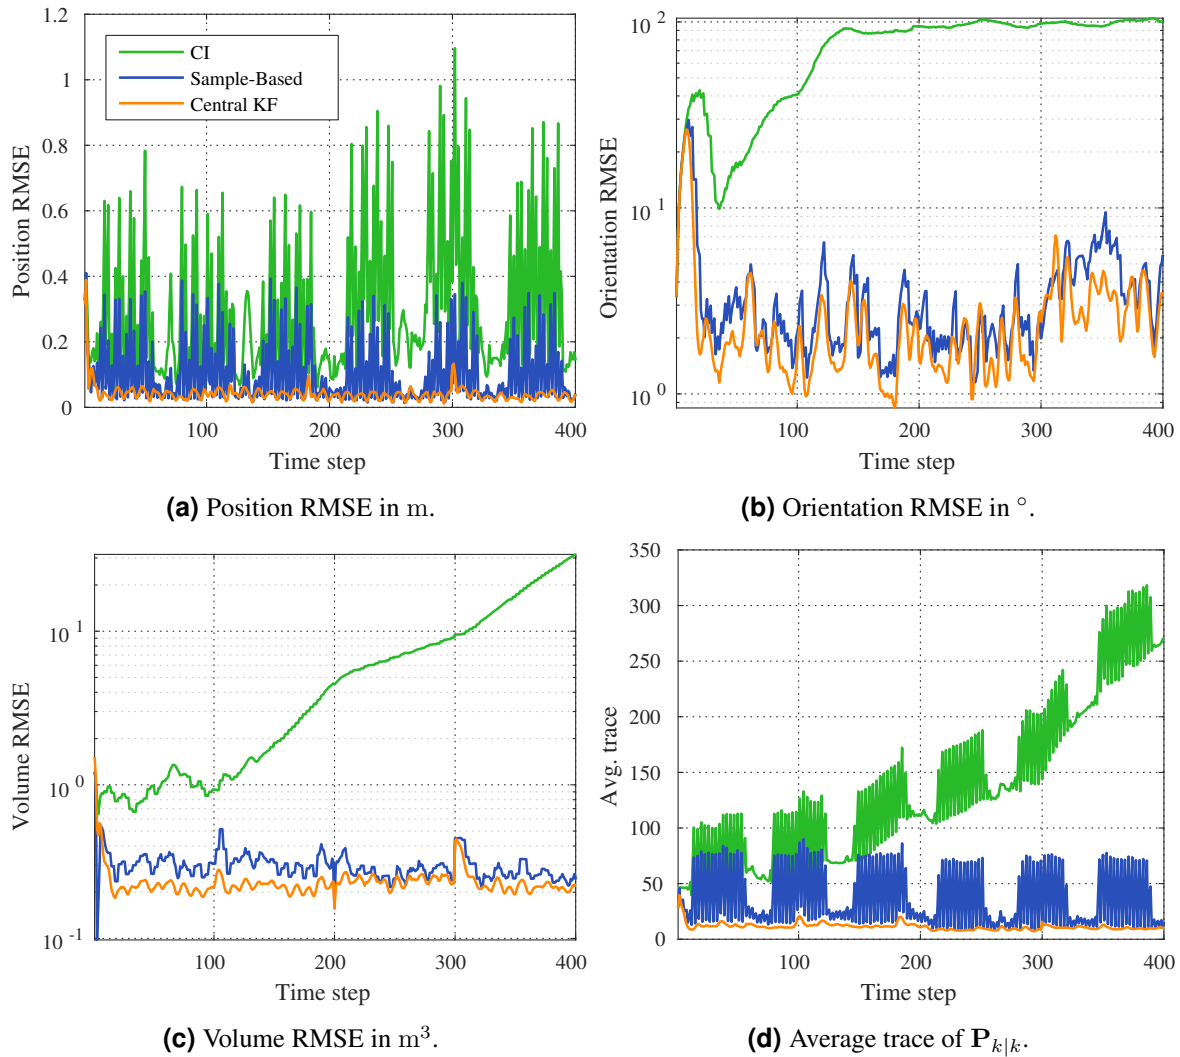 1.2
1
0.8
0.6
0.4
0.2
0
Position RMSE
CI
Sample-Based
Central KF
100
200
300
400
Time step
(a) Position RMSE in m.
10 2
10 1
10 0
Orientation RMSE
100
200
300
400
Time step
(b) Orientation RMSE in °.
10 1
10 0
10 -1
Volume RMSE
100
200
300
400
Time step
(c) Volume RMSE in m³.
350
300
250
200
150
100
50
0
Avg. trace
100
200
300
400
Time step
(d) Average trace of P k|k.